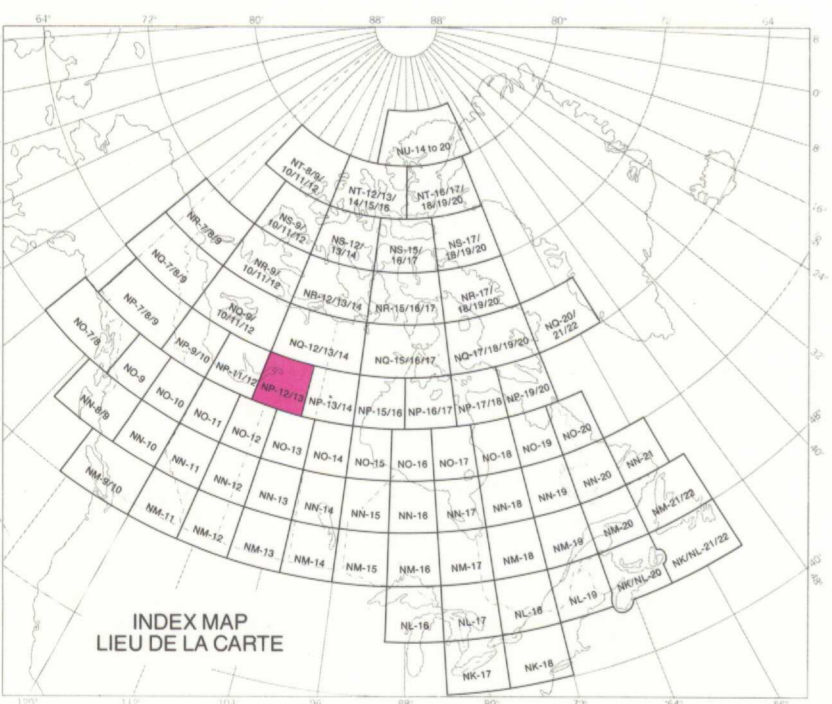 64° 72° 80° 88° 88° 80° 72 64
NU-14 to 20
NT-8/9/
10/11/12
NT-12/13/
14/15/16
NT-16/17/
18/19/20
NS-9/
10/11/12
NS-12/
13/14
NS-15/
16/17
NS-17/
18/19/20
NR-7/8/9
NR-9/
10/11/12
NR-12/13/14
NR-15/16/17
NR-17/
18/19/20
NQ-7/8/9
NQ-9/
10/11/12
NQ-12/13/14
NQ-15/16/17
NQ-17/18/19/20
NQ-20/
21/22
NP-7/8/9
NP-9/10
NP-11/12
NP-12/13
NP-13/14
NP-15/16
NP-16/17
NP-17/18
NP-19/20
NO-7/8
NO-9
NO-10
NO-11
NO-12
NO-13
NO-14
NO-15
NO-16
NO-17
NO-18
NO-19
NO-20
NN-8/9
NN-10
NN-11
NN-12
NN-13
NN-14
NN-15
NN-16
NN-17
NN-18
NN-19
NN-20
NN-21
NM-9/10
NM-11
NM-12
NM-13
NM-14
NM-15
NM-16
NM-17
NM-18
NM-19
NM-20
NM-21/22
NL-16
NL-17
NL-18
NL-19
NK/NL-20
NK/NL-21/22
NK-17
NK-18
INDEX MAP
LIEU DE LA CARTE